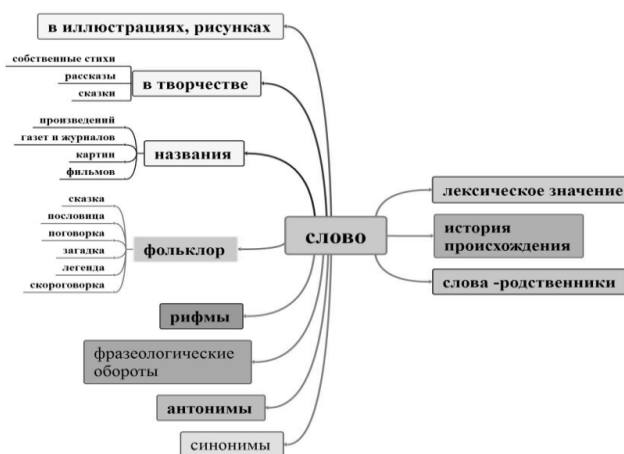 в иллюстрациях, рисунках
собственные стихи
рассказы
сказки
в творчестве
произведений
газет и журналов
картин
фильмов
названия
сказка
пословица
поговорка
загадка
легенда
скороговорка
фольклор
рифмы
фразеологические
обороты
антонимы
синонимы
слово
лексическое значение
история
происхождения
слова -родственники